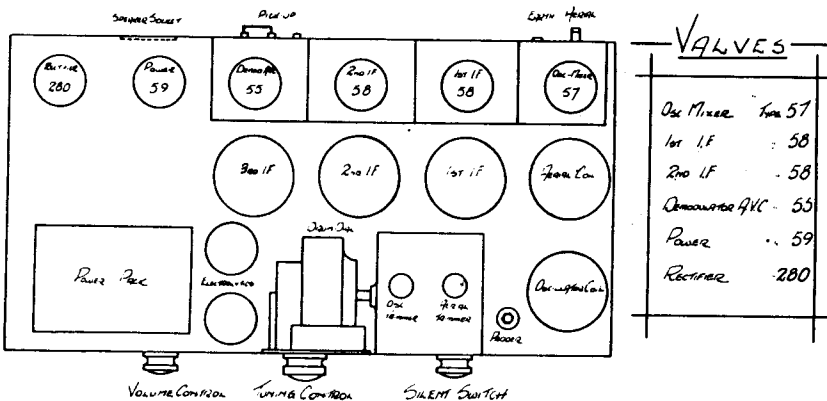 Speaker Socket
Pick-up
Earth Aerial
280
Power
59
Demod AVC
55
2nd IF
58
1st IF
58
Osc-Mixer
57
3rd IF
2nd IF
1st IF
Aerial Coil
Drum Dial
Power Pack
Electrolytics
Osc
Trimmer
Aerial
Trimmer
Padder
Oscillator Coil
Volume Control
Tuning Control
Silent Switch
VALVES
Osc Mixer Type 57
1st I.F. 58
2nd I.F. 58
Demodulator AVC 55
Power 59
Rectifier 280